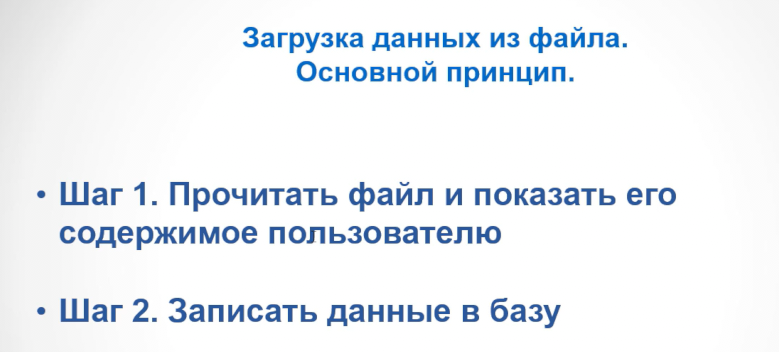 Загрузка данных из файла.
Основной принцип.
• Шаг 1. Прочитать файл и показать его
содержимое пользователю
• Шаг 2. Записать данные в базу